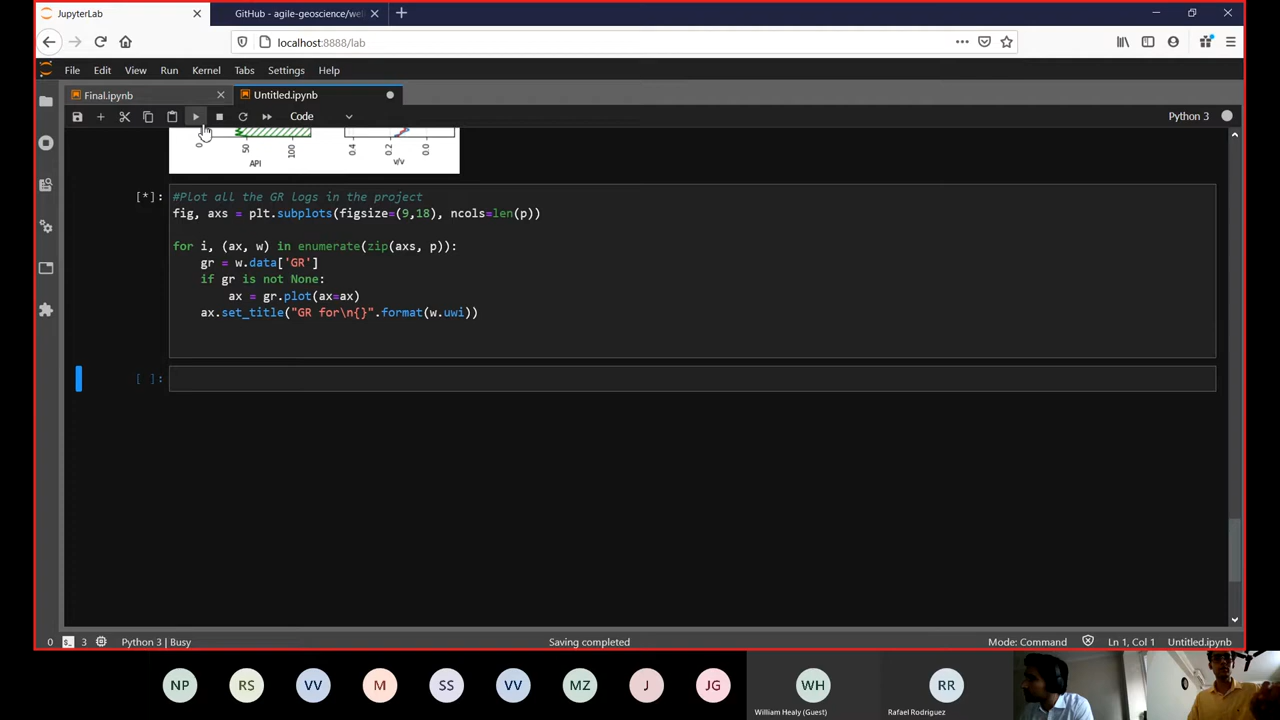 JupyterLab
GitHub - agile-geoscience/wel
localhost:8888/lab
File Edit View Run Kernel Tabs Settings Help
Final.ipynb
Untitled.ipynb
Code
Python 3
0 50 100
API
0.4 0.2 0.0
v/v
[*]:
#Plot all the GR logs in the project
fig, axs = plt.subplots(figsize=(9,18), ncols=len(p))
for i, (ax, w) in enumerate(zip(axs, p)):
gr = w.data['GR']
if gr is not None:
ax = gr.plot(ax=ax)
ax.set_title("GR for\n{}".format(w.uwi))
[ ]:
0 3 Python 3 | Busy
Saving completed
Mode: Command Ln 1, Col 1 Untitled.ipynb
NP RS VV M SS VV MZ J JG WH RR
William Healy (Guest) Rafael Rodriguez